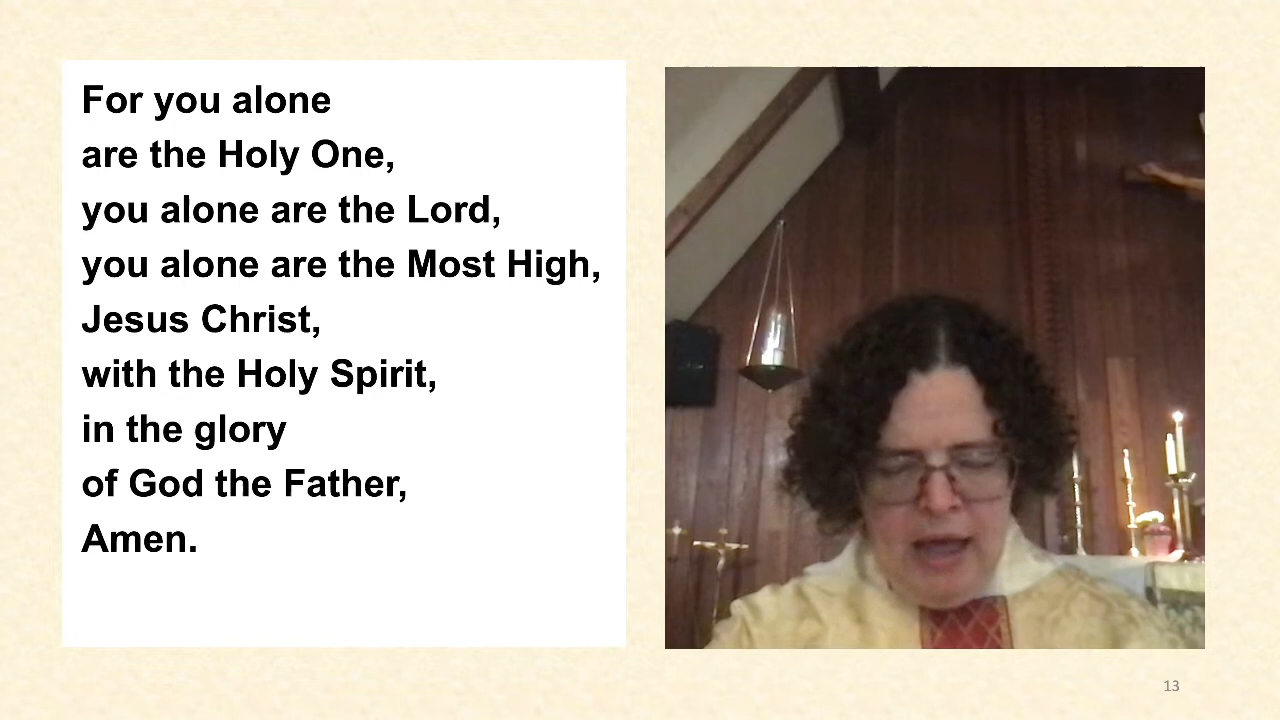 For you alone
are the Holy One,
you alone are the Lord,
you alone are the Most High,
Jesus Christ,
with the Holy Spirit,
in the glory
of God the Father,
Amen.
13